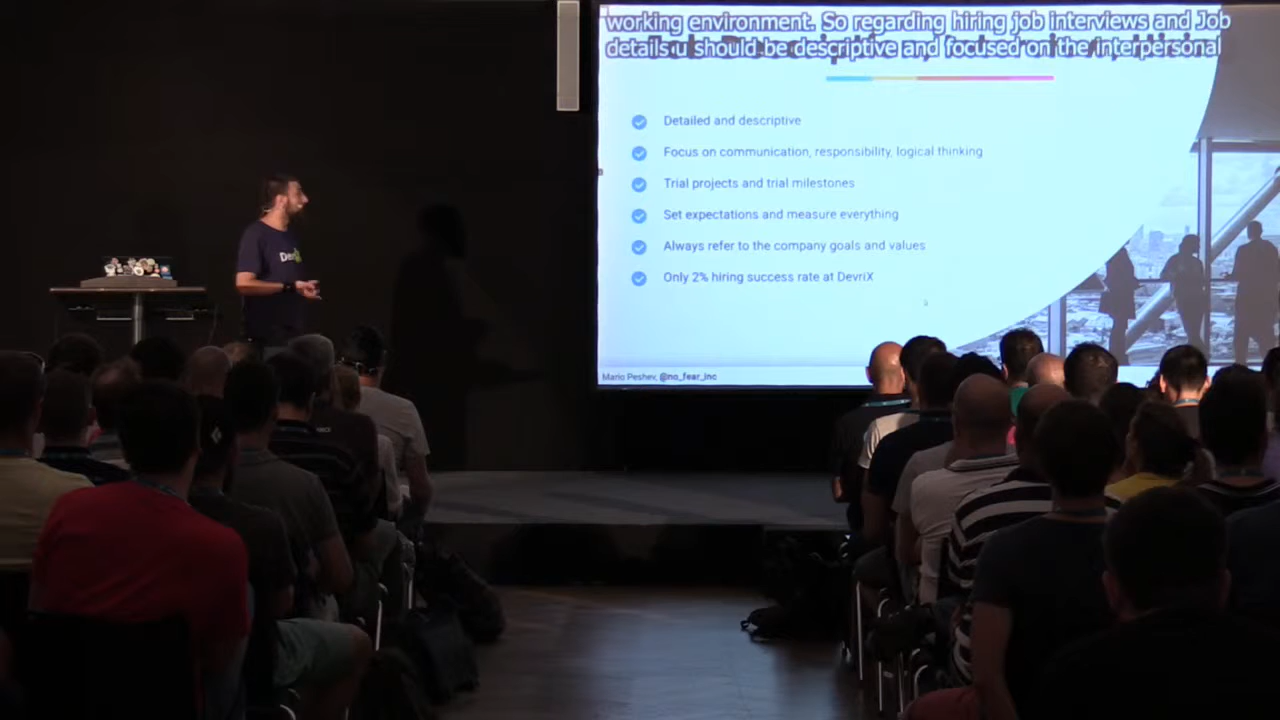 working environment. So regarding hiring job interviews and Job
details u should be descriptive and focused on the interpersonal
Detailed and descriptive
Focus on communication, responsibility, logical thinking
Trial projects and trial milestones
Set expectations and measure everything
Always refer to the company goals and values
Only 2% hiring success rate at DevriX
Mario Peshev, @no_fear_inc